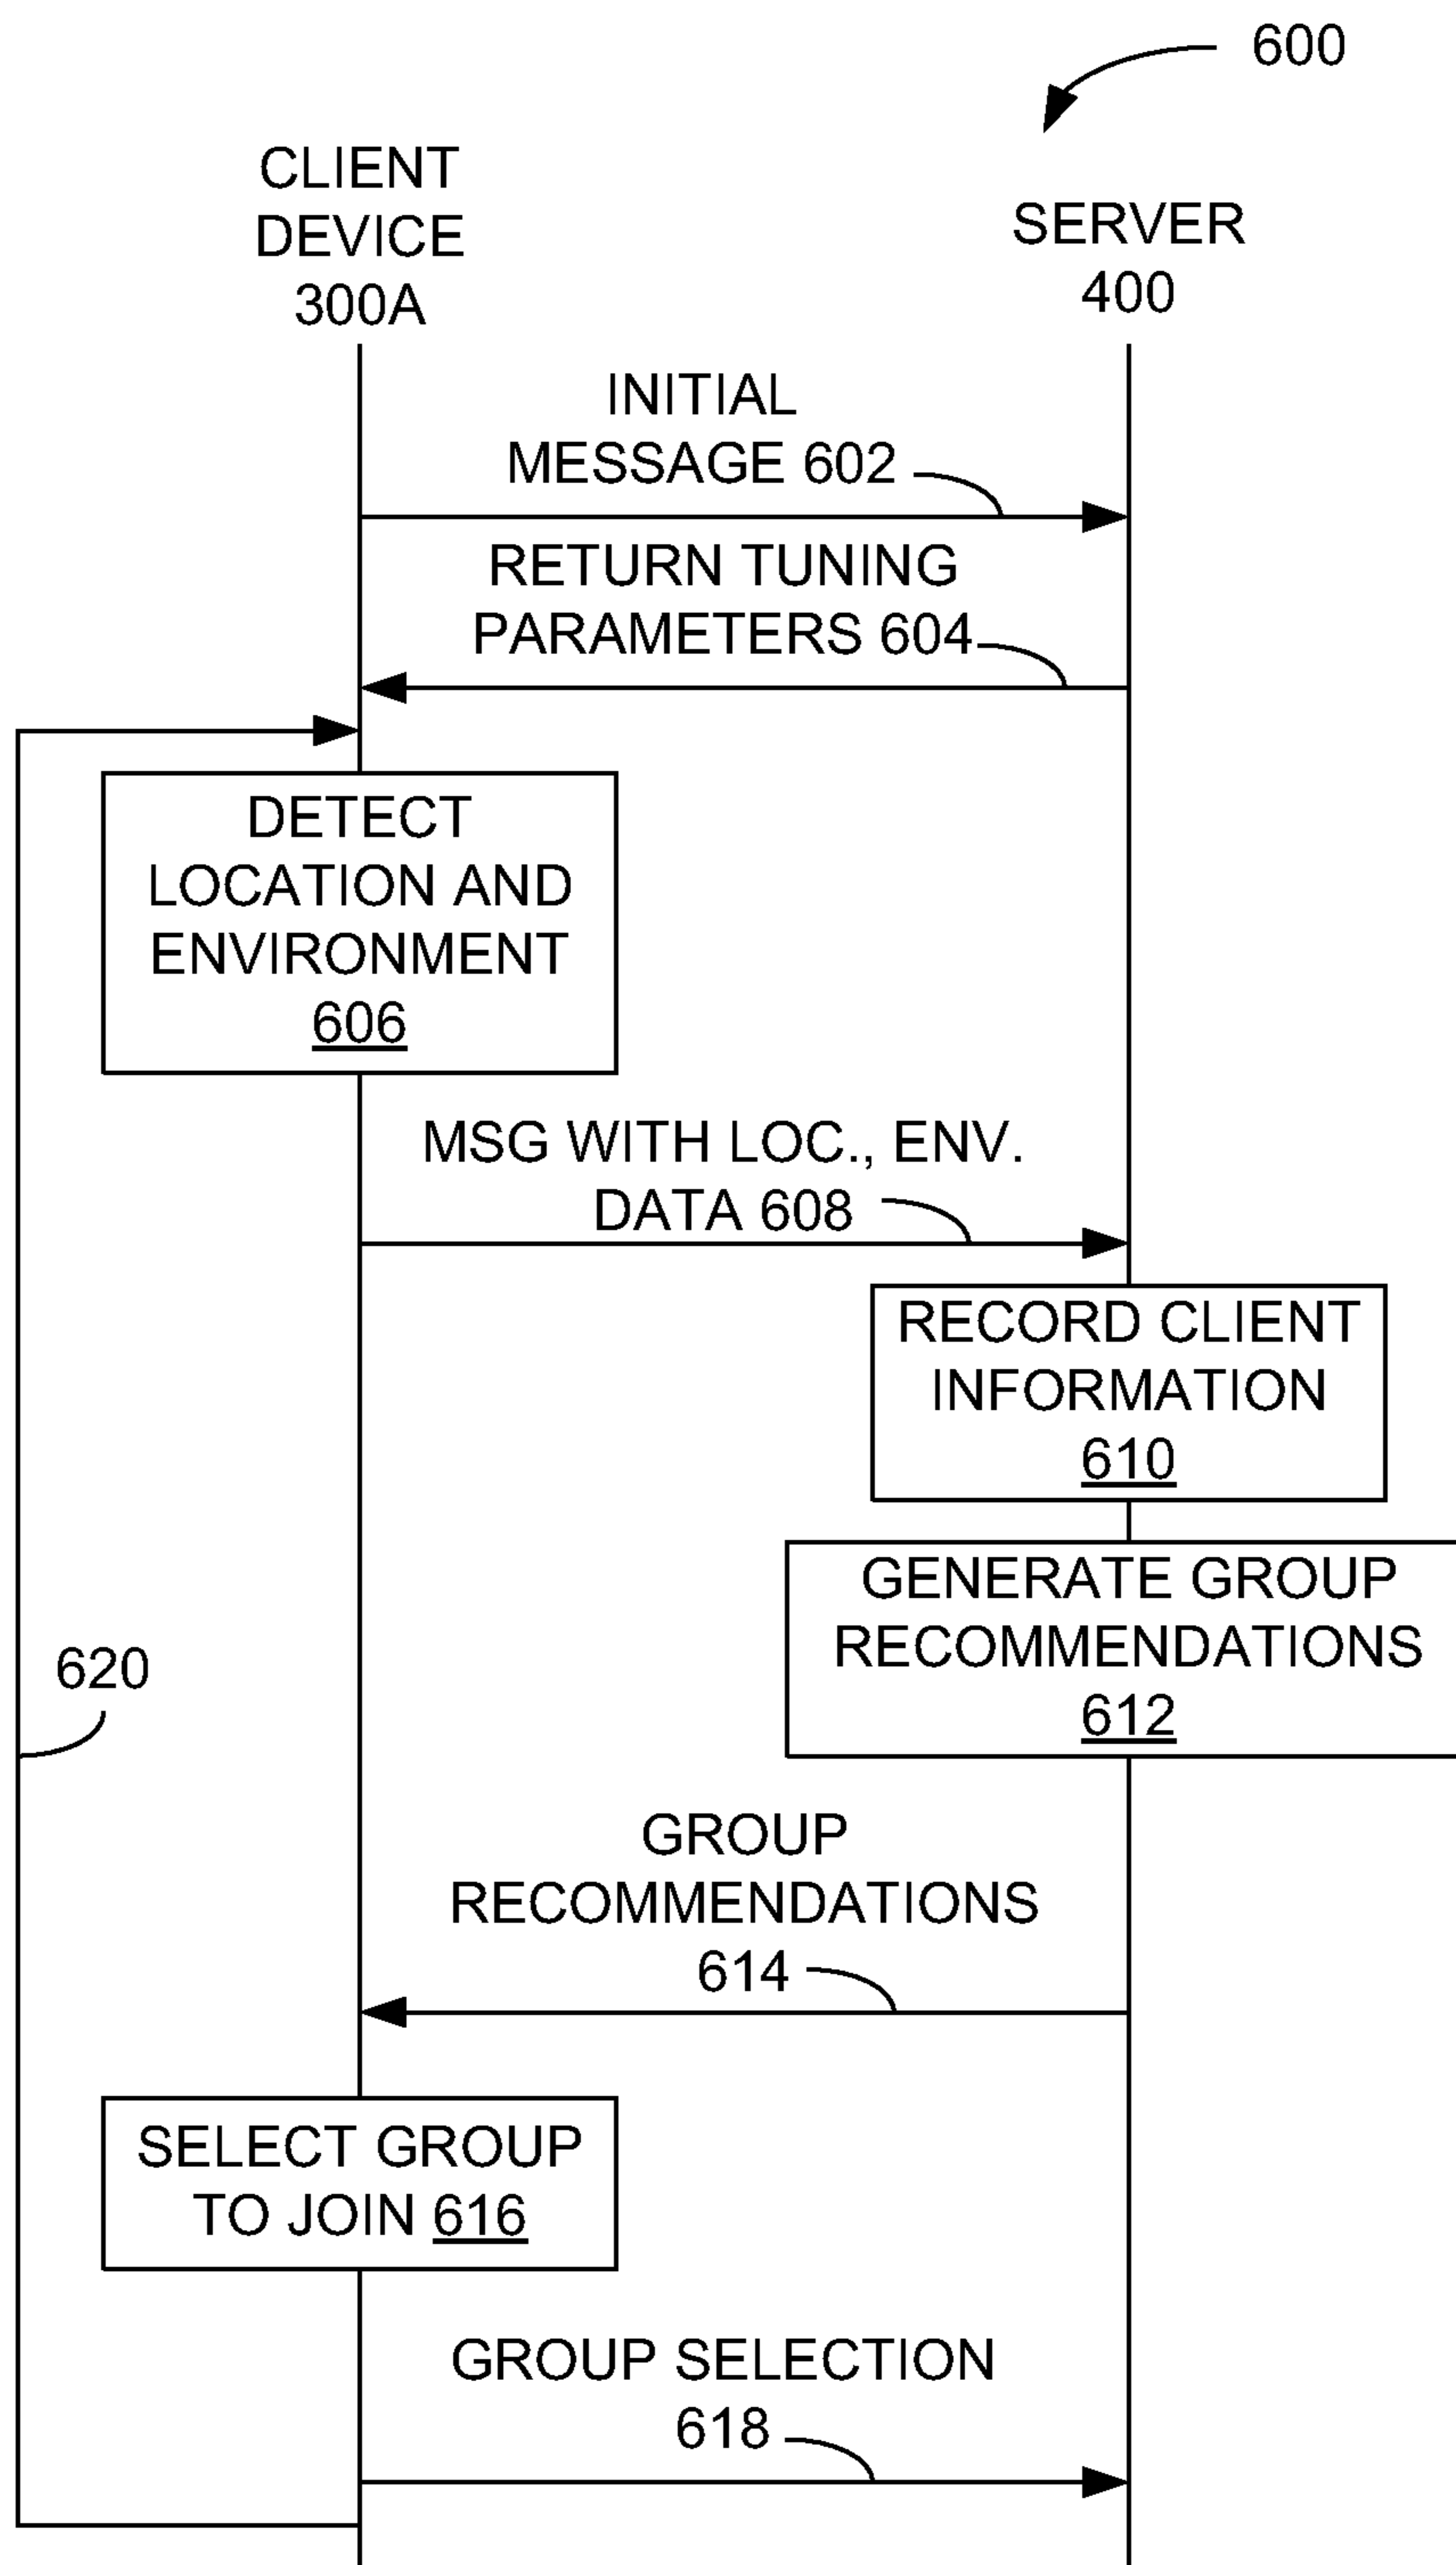 600
CLIENT
DEVICE
300A
SERVER
400
INITIAL
MESSAGE 602
RETURN TUNING
PARAMETERS 604
DETECT
LOCATION AND
ENVIRONMENT
606
MSG WITH LOC., ENV.
DATA 608
RECORD CLIENT
INFORMATION
610
GENERATE GROUP
RECOMMENDATIONS
612
620
GROUP
RECOMMENDATIONS
614
SELECT GROUP
TO JOIN 616
GROUP SELECTION
618